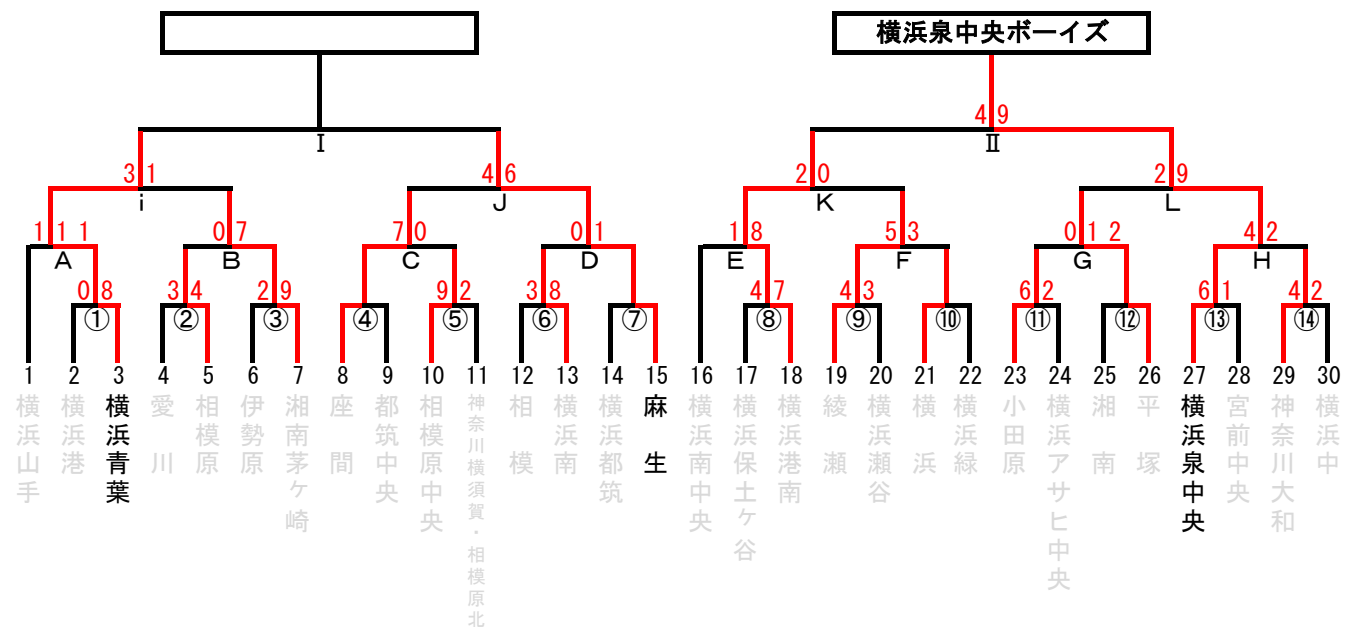 横浜泉中央ボーイズ
4 9
Ⅰ Ⅱ
3 1 4 6 2 0 2 9
i J K L
1 11 0 7 7 0 0 1 1 8 5 3 0 12 4 2
A B C D E F G H
0 8 3 4 2 9 9 2 3 8 4 7 4 3 6 2 6 1 4 2
① ② ③ ④ ⑤ ⑥ ⑦ ⑧ ⑨ ⑩ ⑪ ⑫ ⑬ ⑭
1 2 3 4 5 6 7 8 9 10 11 12 13 14 15 16 17 18 19 20 21 22 23 24 25 26 27 28 29 30
横浜山手
横浜港
横浜青葉
愛川
相模原
伊勢原
湘南茅ケ崎
座間
都筑中央
相模原中央
神奈川横須賀・相模原北
相模
横浜南
横浜都筑
麻生
横浜南中央
横浜保土ケ谷
横浜港南
綾瀬
横浜瀬谷
横浜
横浜緑
小田原
横浜アサヒ中央
湘南
平塚
横浜泉中央
宮前中央
神奈川大和
横浜中